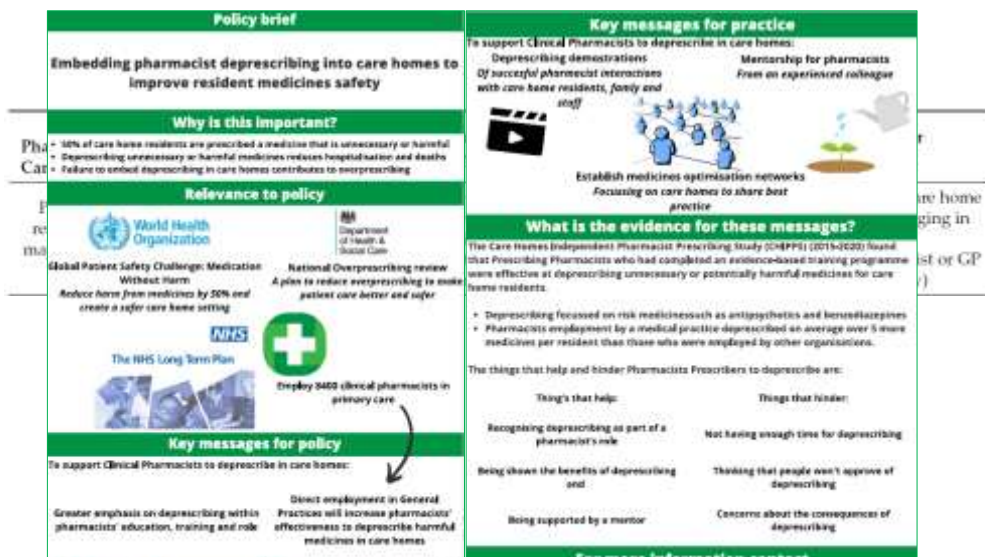 Policy brief
Embedding pharmacist deprescribing into care homes to
improve resident medicines safety
Why is this important?
• 50% of care home residents are prescribed a medicine that is unnecessary or harmful
• Deprescribing unnecessary or harmful medicines reduces hospitalisation and deaths
• Failure to embed deprescribing in care homes contributes to overprescribing
Relevance to policy
World Health
Organization
Department
of Health &
Social Care
Global Patient Safety Challenge: Medication
Without Harm
Reduce harm from medicines by 50% and
create a safer care home setting
National Overprescribing review
A plan to reduce overprescribing to make
patient care better and safer
NHS
The NHS Long Term Plan
Employ 8400 clinical pharmacists in
primary care
Key messages for policy
To support Clinical Pharmacists to deprescribe in care homes:
Greater emphasis on deprescribing within
pharmacists' education, training and role
Direct employment in General
Practices will increase pharmacists'
effectiveness to deprescribe harmful
medicines in care homes
Key messages for practice
To support Clinical Pharmacists to deprescribe in care homes:
Deprescribing demostrations
Of succesful pharmacist interactions
with care home residents, family and
staff
Mentorship for pharmacists
From an experienced colleague
Establish medicines optimisation networks
Focussing on care homes to share best
practice
What is the evidence for these messages?
The Care Homes Independent Pharmacist Prescribing Study (CHIPPS) (2015-2020) found
that Prescribing Pharmacists who had completed an evidence-based training programme
were effective at deprescribing unnecessary or potentially harmful medicines for care
home residents.
• Deprescribing focussed on risk medicinessuch as antipsychotics and benzodiazepines
• Pharmacists employment by a medical practice deprescribed on average over 5 more
medicines per resident than those who were employed by other organisations.
The things that help and hinder Pharmacists Prescribers to deprescribe are:
Thing's that help:
Things that hinder:
Recognising deprescribing as part of a
pharmacist's role
Not having enough time for deprescribing
Being shown the benefits of deprescribing
and
Thinking that people won't approve of
deprescribing
Being supported by a mentor
Concerns about the consequences of
deprescribing
For more information contact
Pha
Car
re
ma
are home
ging in
ist or GP